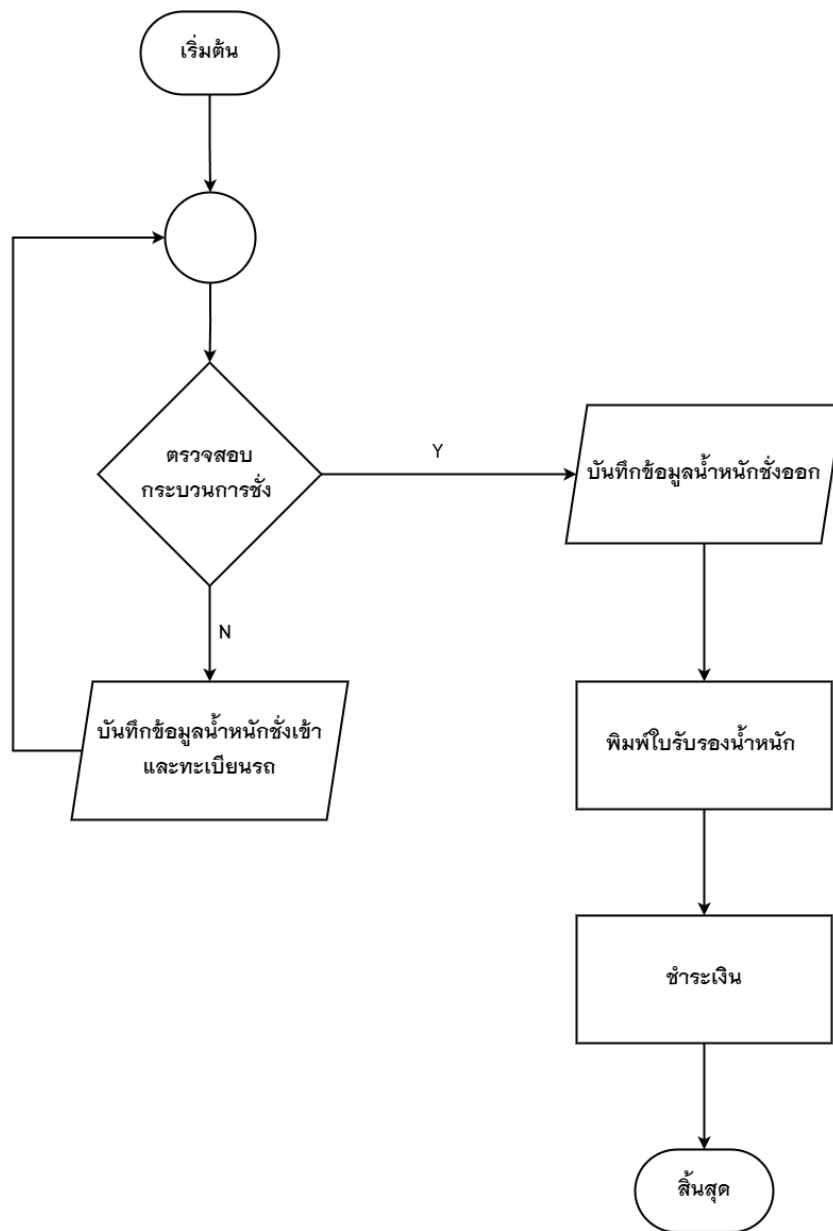 เริ่มต้น
ตรวจสอบ
กระบวนการชั่ง
Y
บันทึกข้อมูลน้ำหนักชั่งออก
N
บันทึกข้อมูลน้ำหนักชั่งเข้า
และทะเบียนรถ
พิมพ์ใบรับรองน้ำหนัก
ชำระเงิน
สิ้นสุด